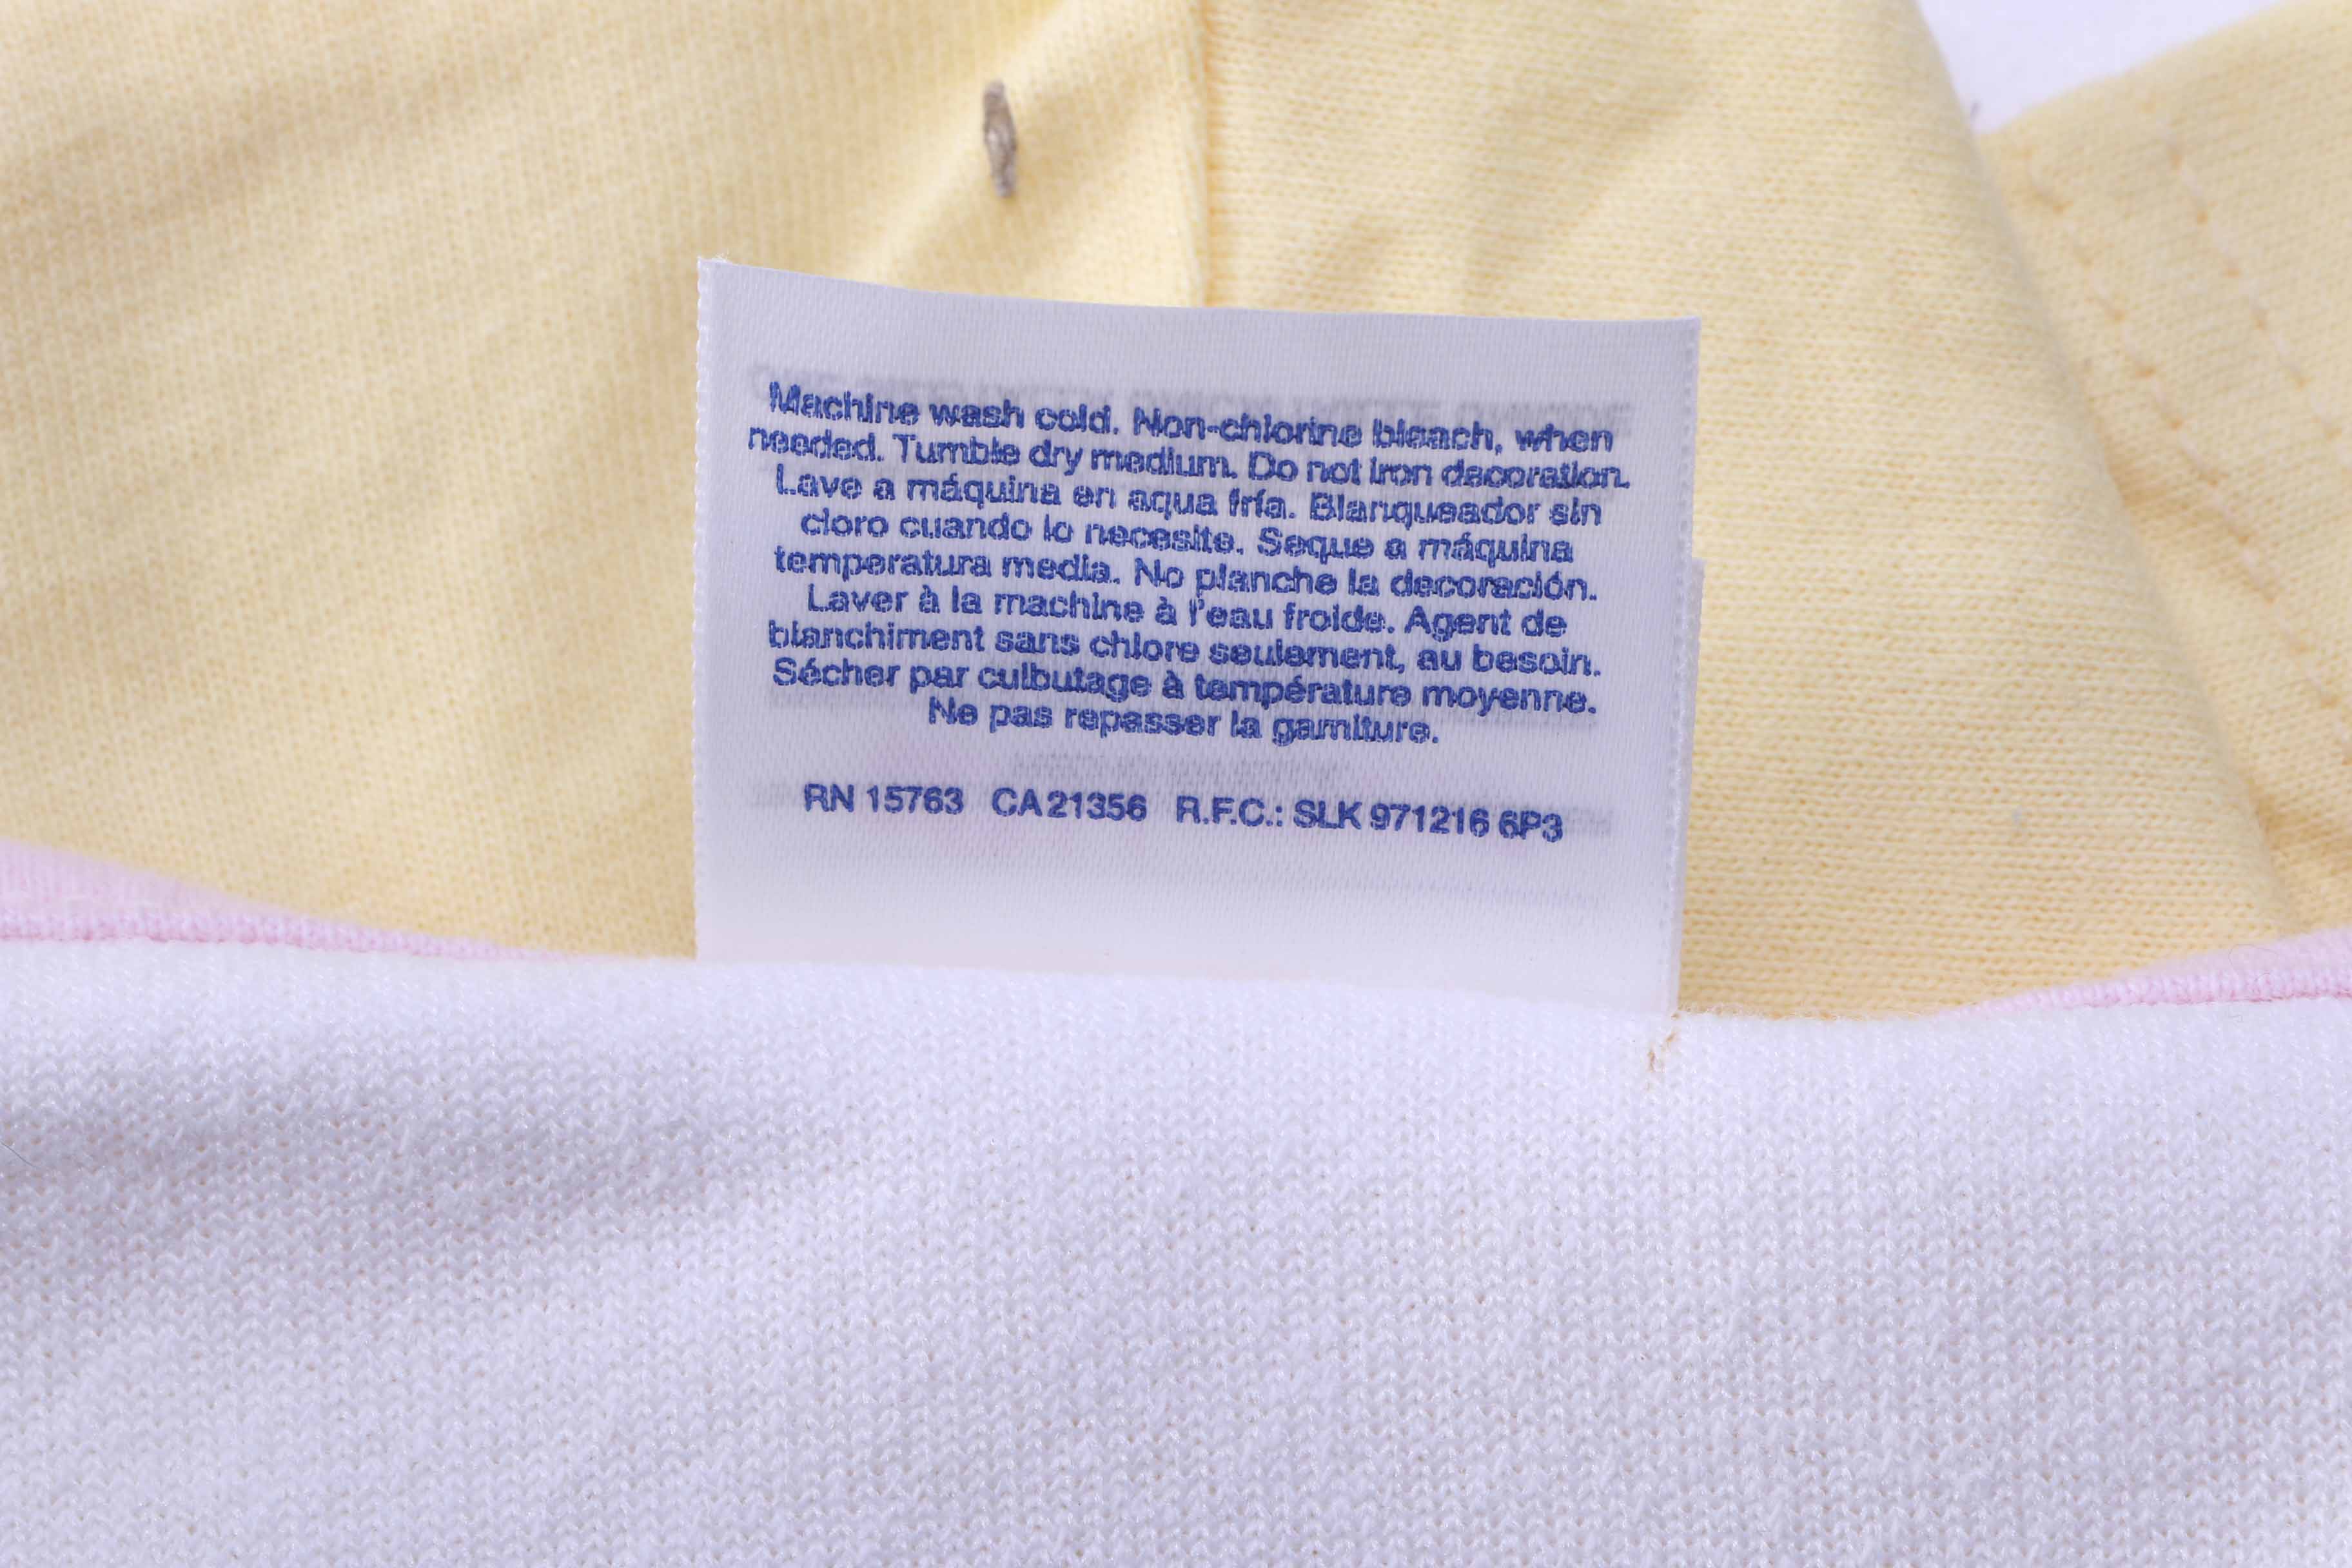 Machine wash cold. Non-chlorine bleach, when
needed. Tumble dry medium. Do not iron decoration.
Lave a máquina en aqua fría. Blanqueador sin
cloro cuando lo necesite. Seque a máquina
temperatura media. No planche la decoración.
Laver à la machine à l'eau froide. Agent de
blanchiment sans chlore seulement, au besoin.
Sécher par culbutage à température moyenne.
Ne pas repasser la garniture.
RN 15763 CA 21356 R.F.C.: SLK 971216 6P3